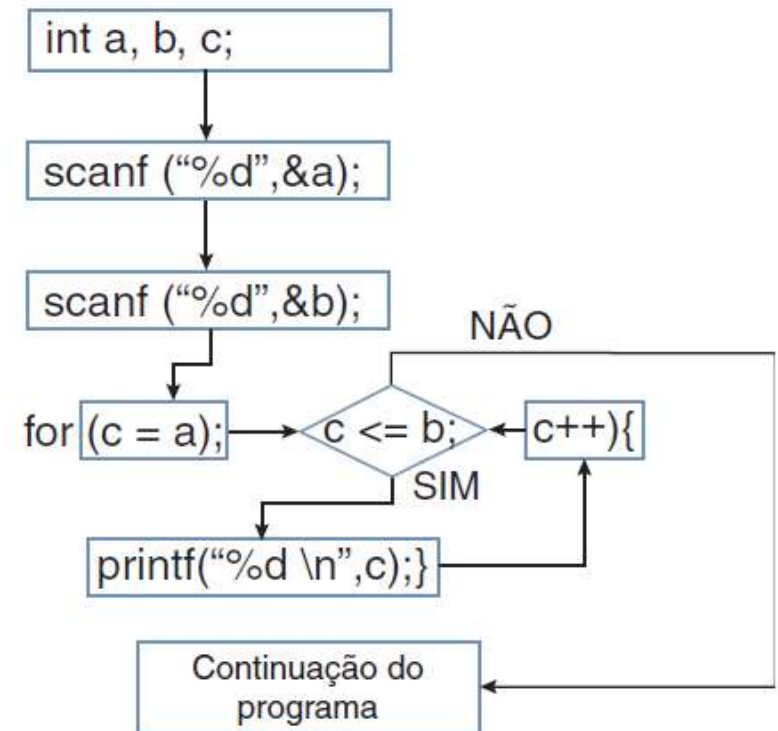 int a, b, c;
scanf (“%d”,&a);
scanf (“%d”,&b);
NÃO
for (c = a);
c <= b;
c++){
SIM
printf(“%d \n”,c);}
Continuação do
programa